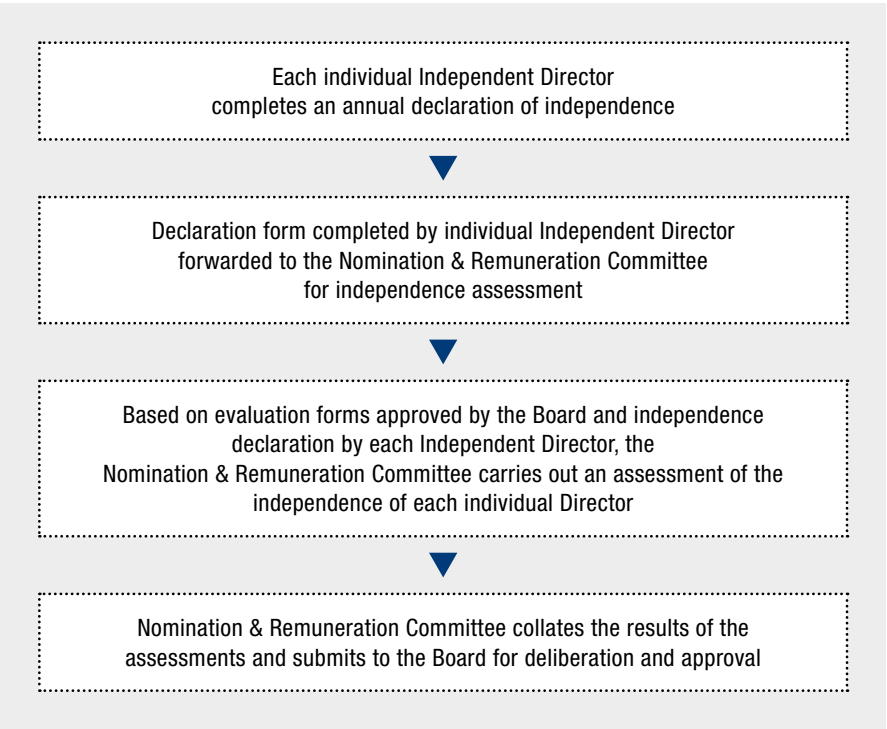 Each individual Independent Director
completes an annual declaration of independence
Declaration form completed by individual Independent Director
forwarded to the Nomination & Remuneration Committee
for independence assessment
Based on evaluation forms approved by the Board and independence
declaration by each Independent Director, the
Nomination & Remuneration Committee carries out an assessment of the
independence of each individual Director
Nomination & Remuneration Committee collates the results of the
assessments and submits to the Board for deliberation and approval